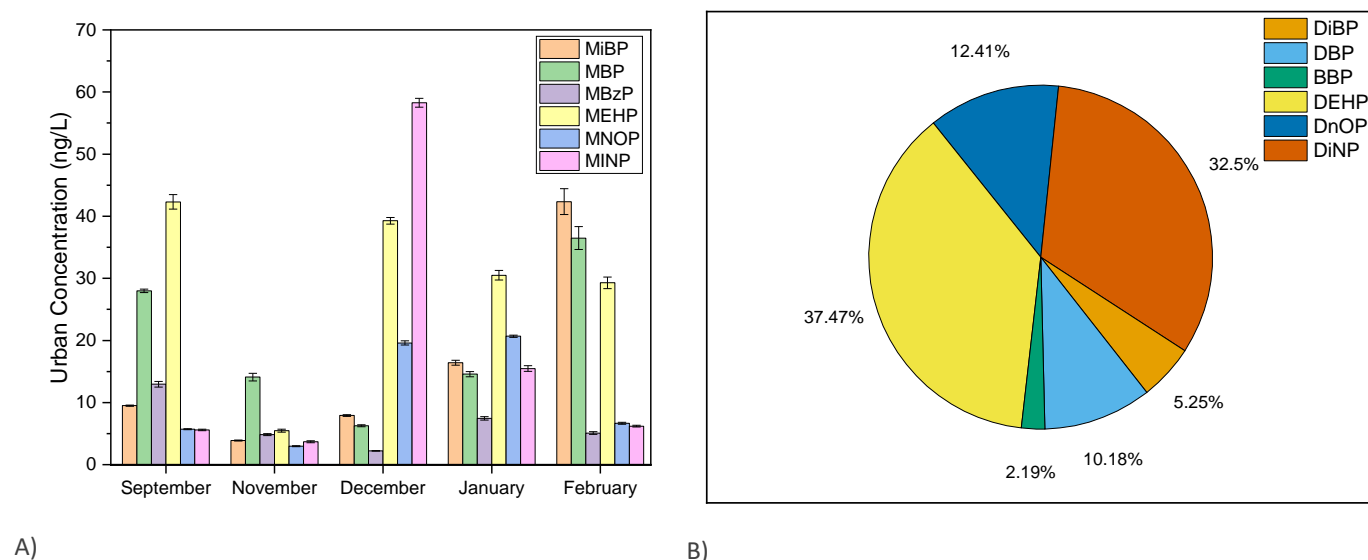 70
60
50
40
30
20
10
0
Urban Concentration (ng/L)
September November December January February
MiBP
MBP
MBzP
MEHP
MNOP
MINP
A)
DiBP
DBP
BBP
DEHP
DnOP
DiNP
12.41%
32.5%
37.47%
5.25%
10.18%
2.19%
B)